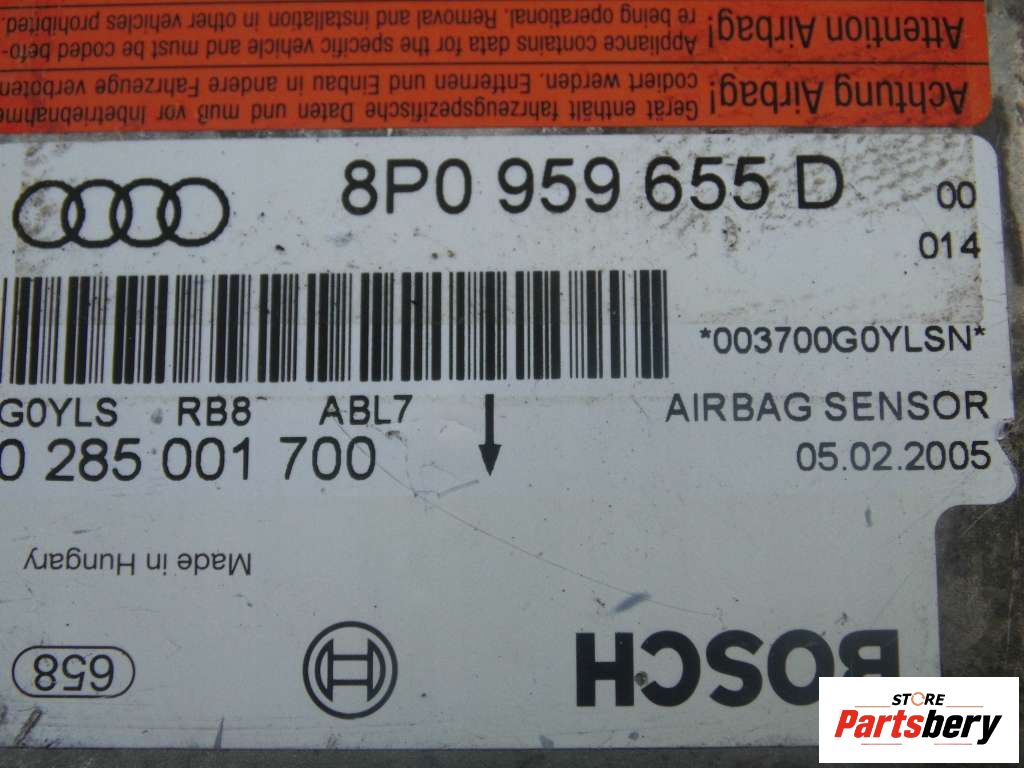 Achtung Airbag! Gerät enthält fahrzeugspezifische Daten und muß vor Inbetriebnahme
codiert werden. Entfernen und Einbau in andere Fahrzeuge verboten
Attention Airbag! Appliance contains data for the specific vehicle and must be coded befo-
re being operational. Removal and installation in other vehicles prohibited.
8P0 959 655 D 00
014
*003700G0YLSN*
G0YLS RB8 ABL7 AIRBAG SENSOR
0 285 001 700 05.02.2005
Made in Hungary
658
BOSCH
STORE
Partsbery